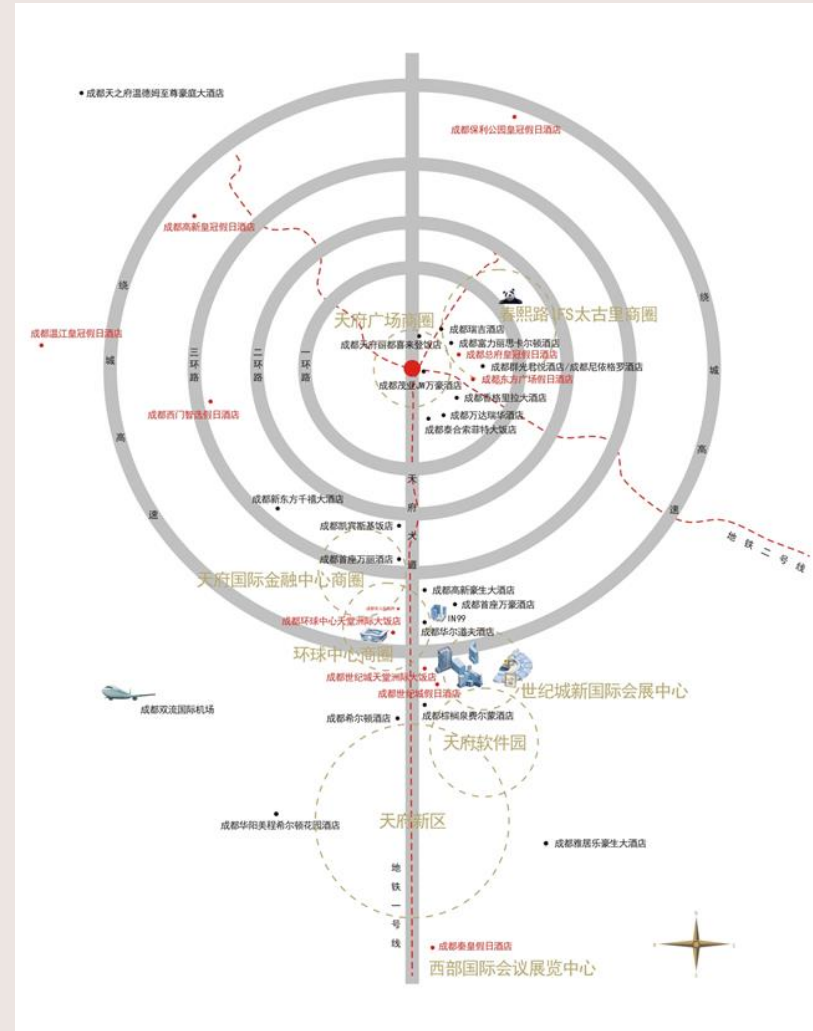 成都天之府温德姆至尊豪庭大酒店
成都保利公园皇冠假日酒店
成都高新皇冠假日酒店
绕城高速
绕城高速
成都温江皇冠假日酒店
三环路
二环路
一环路
天府广场商圈
春熙路 IFS太古里商圈
成都瑞吉酒店
成都天府丽都喜来登饭店
成都富力丽思卡尔顿酒店
成都总府皇冠假日酒店
成都群光君悦酒店/成都尼依格罗酒店
成都东方广场假日酒店
成都茂业JW万豪酒店
成都香格里拉大酒店
成都西门智选假日酒店
成都万达瑞华酒店
成都泰合索菲特大饭店
天府大道
成都新东方千禧大酒店
成都凯宾斯基饭店
地铁二号线
成都首座万丽酒店
天府国际金融中心商圈
成都高新豪生大酒店
成都首座万豪酒店
IN99
成都环球中心天堂洲际大饭店
成都华尔道夫酒店
环球中心商圈
成都世纪城天堂洲际大饭店
成都世纪城假日酒店
世纪城新国际会展中心
成都双流国际机场
成都希尔顿酒店
成都棕榈泉费尔蒙酒店
天府软件园
天府新区
成都华阳美程希尔顿花园酒店
成都雅居乐豪生大酒店
地铁一号线
成都秦皇假日酒店
西部国际会议展览中心